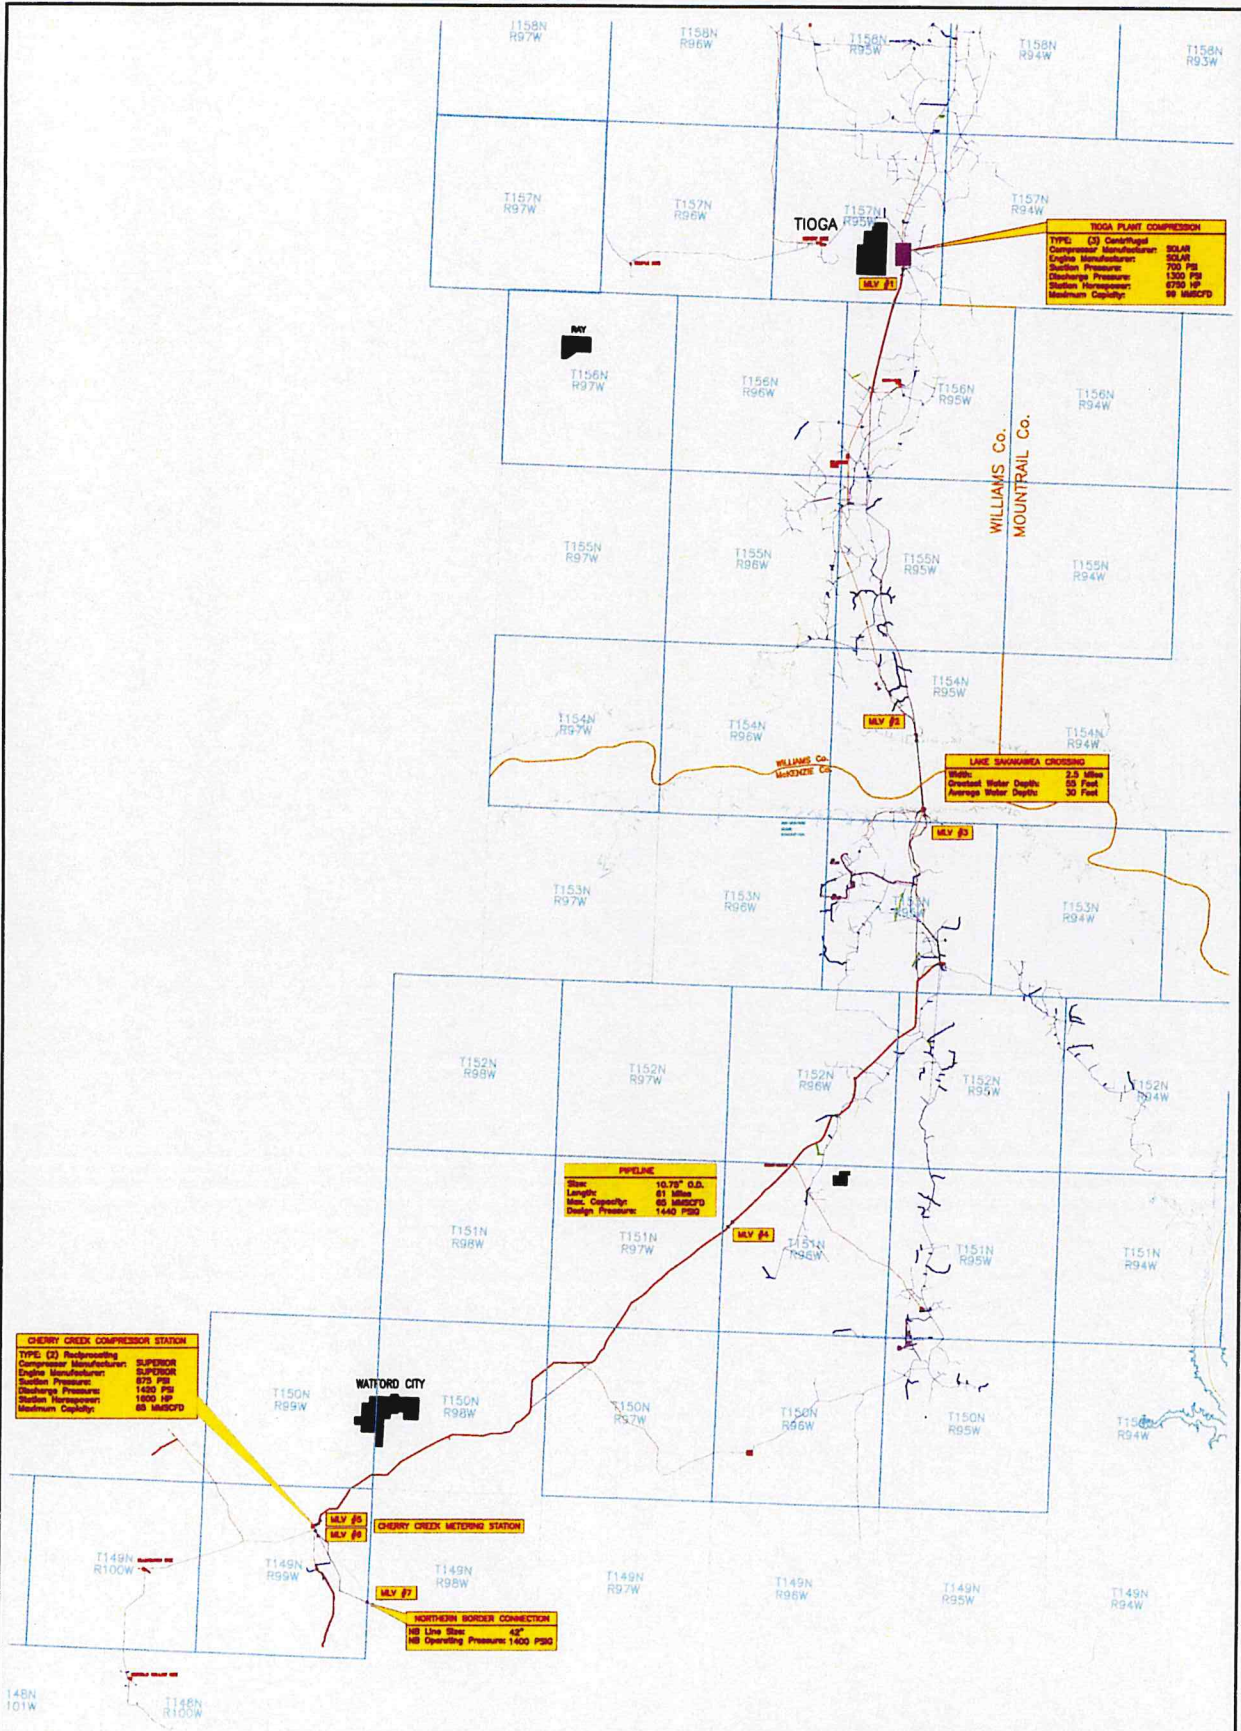 T158N
R97W
T158N
R96W
T158N
R95W
T158N
R94W
T158N
R93W
T157N
R97W
T157N
R96W
TIOGA
T157N
R95W
T157N
R94W
TIOGA PLANT COMPRESSION
TYPE: (3) Centrifugal
Compressor Manufacturer: SOLAR
Engine Manufacturer: SOLAR
Suction Pressure: 700 PSI
Discharge Pressure: 1300 PSI
Station Horsepower: 6750 HP
Maximum Capicity: 99 MMSCFD
MLV #1
RAY
T156N
R97W
T156N
R96W
T156N
R95W
T156N
R94W
WILLIAMS Co.
MOUNTRAIL Co.
T155N
R97W
T155N
R96W
T155N
R95W
T155N
R94W
T154N
R95W
T154N
R97W
T154N
R96W
MLV #2
T154N
R94W
WILLIAMS Co.
McKENZIE Co.
LAKE SAKAKAWEA CROSSING
Width: 2.5 Miles
Greatest Water Depth: 55 Feet
Average Water Depth: 30 Feet
MLV #3
T153N
R97W
T153N
R96W
T153N
R95W
T153N
R94W
T152N
R98W
T152N
R97W
T152N
R96W
T152N
R95W
T152N
R94W
PIPELINE
Size: 10.75" O.D.
Length: 61 Miles
Max. Capacity: 65 MMSCFD
Design Pressure: 1440 PSIG
MLV #4
T151N
R98W
T151N
R97W
T151N
R96W
T151N
R95W
T151N
R94W
CHERRY CREEK COMPRESSOR STATION
TYPE: (2) Reciprocating
Compressor Manufacturer: SUPERIOR
Engine Manufacturer: SUPERIOR
Suction Pressure: 875 PSI
Discharge Pressure: 1420 PSI
Station Horsepower: 1600 HP
Maximum Capicity: 65 MMSCFD
WATFORD CITY
T150N
R99W
T150N
R98W
T150N
R97W
T150N
R96W
T150N
R95W
T150N
R94W
MLV #5
MLV #6
CHERRY CREEK METERING STATION
T149N
R100W
T149N
R99W
T149N
R98W
T149N
R97W
T149N
R96W
T149N
R95W
T149N
R94W
MLV #7
NORTHERN BORDER CONNECTION
NB Line Size: 42"
NB Operating Pressure: 1400 PSIG
148N
101W
T148N
R100W